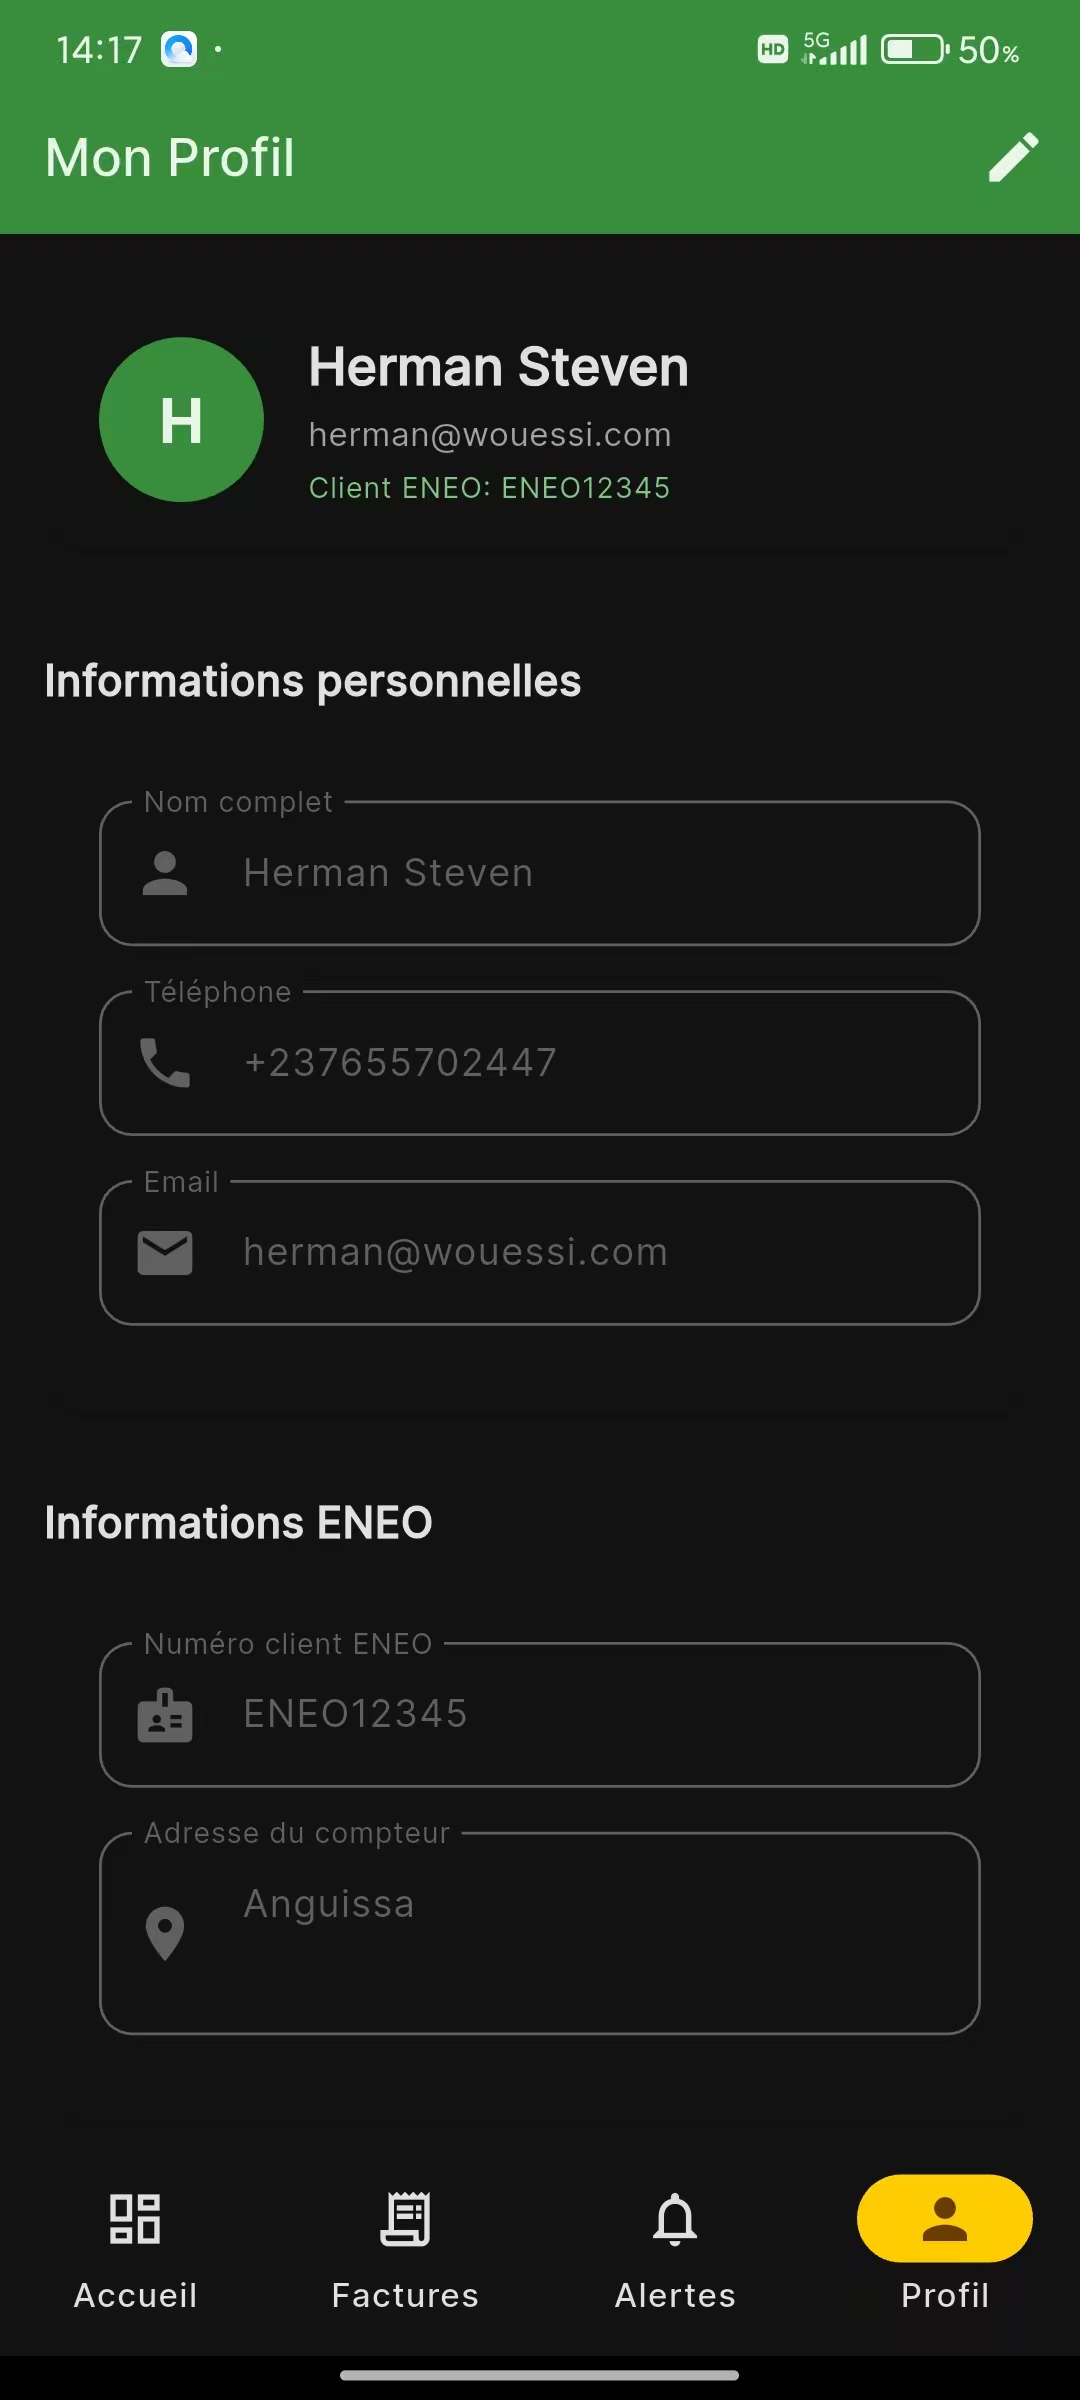 14:17
HD 5G 50%
Mon Profil
H
Herman Steven
herman@wouessi.com
Client ENEO: ENEO12345
Informations personnelles
Nom complet
Herman Steven
Téléphone
+237655702447
Email
herman@wouessi.com
Informations ENEO
Numéro client ENEO
ENEO12345
Adresse du compteur
Anguissa
Accueil Factures Alertes Profil